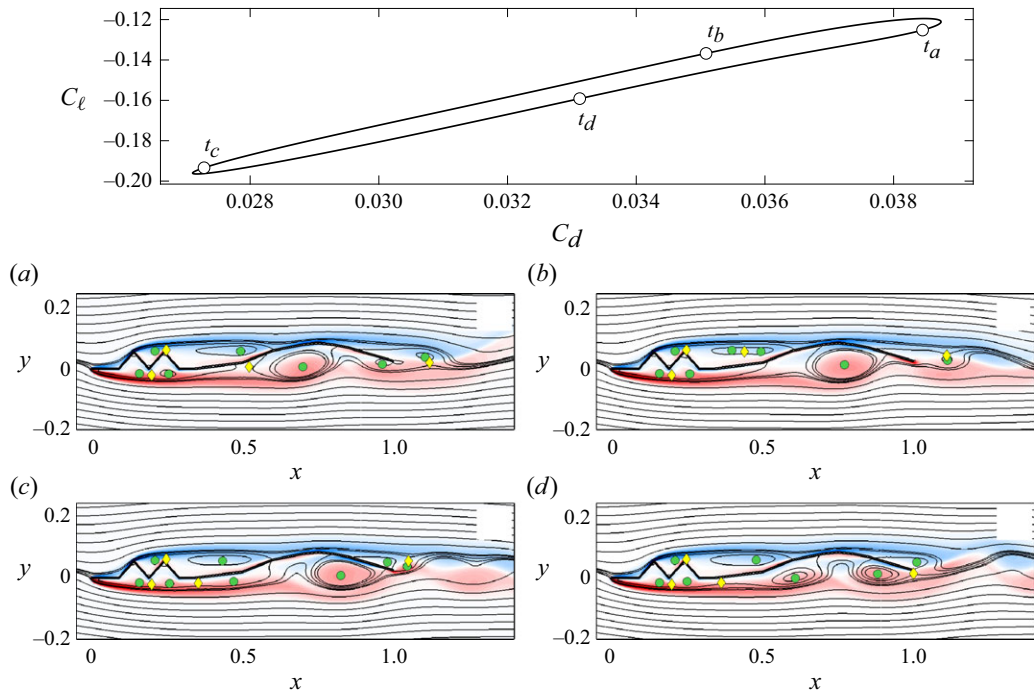 −0.12
−0.14
−0.16
−0.18
−0.20
C_ℓ
t_a
t_b
t_c
t_d
0.028 0.030 0.032 0.034 0.036 0.038
C_d
(a) (b)
0.2 0.2
y 0 y 0
−0.2 −0.2
0 0.5 1.0 0 0.5 1.0
x x
(c) (d)
0.2 0.2
y 0 y 0
−0.2 −0.2
0 0.5 1.0 0 0.5 1.0
x x